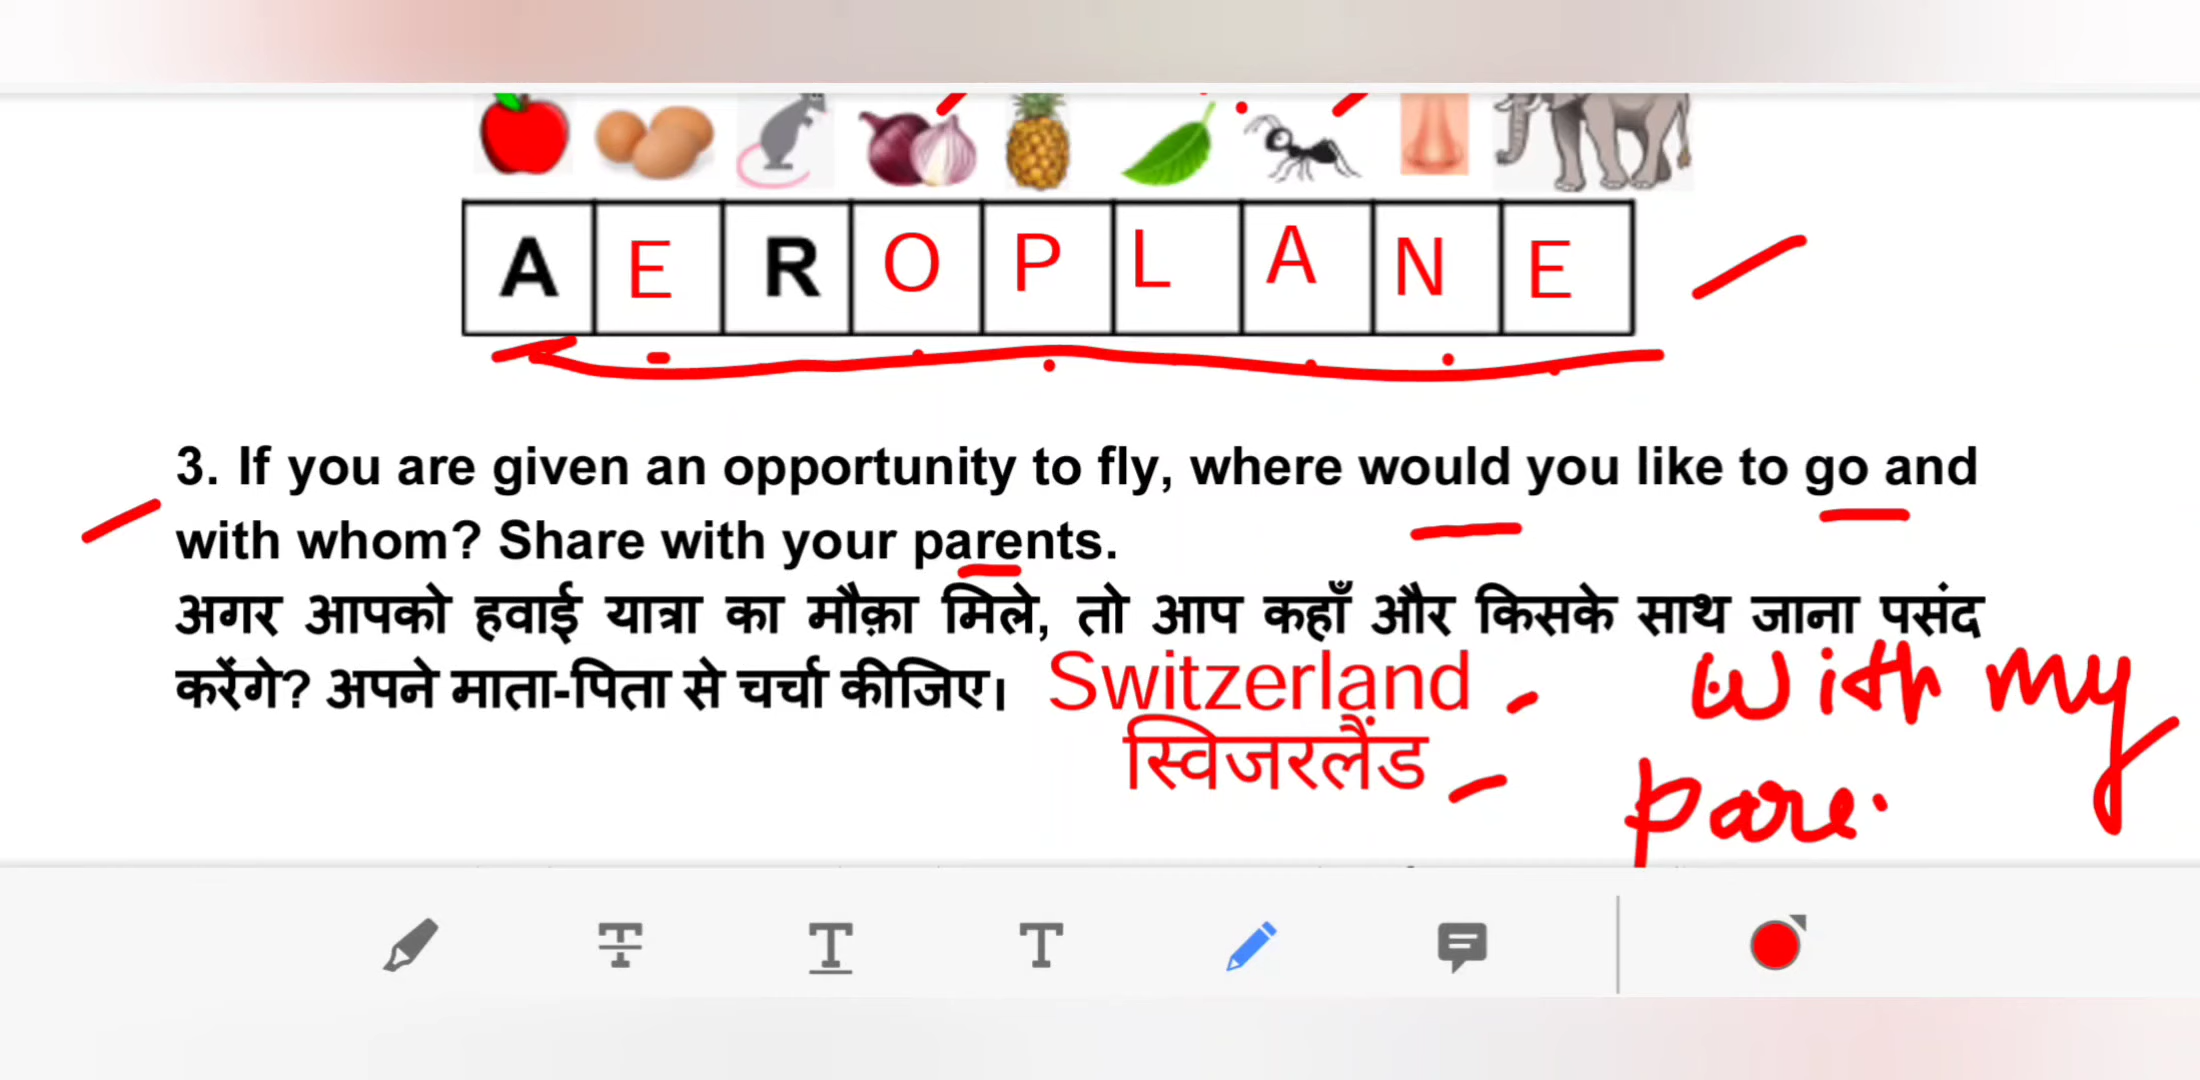 A E R O P L A N E
3. If you are given an opportunity to fly, where would you like to go and
with whom? Share with your parents.
अगर आपको हवाई यात्रा का मौक़ा मिले, तो आप कहाँ और किसके साथ जाना पसंद
करेंगे? अपने माता-पिता से चर्चा कीजिए। Switzerland - With my
स्विजरलैंड - pare.